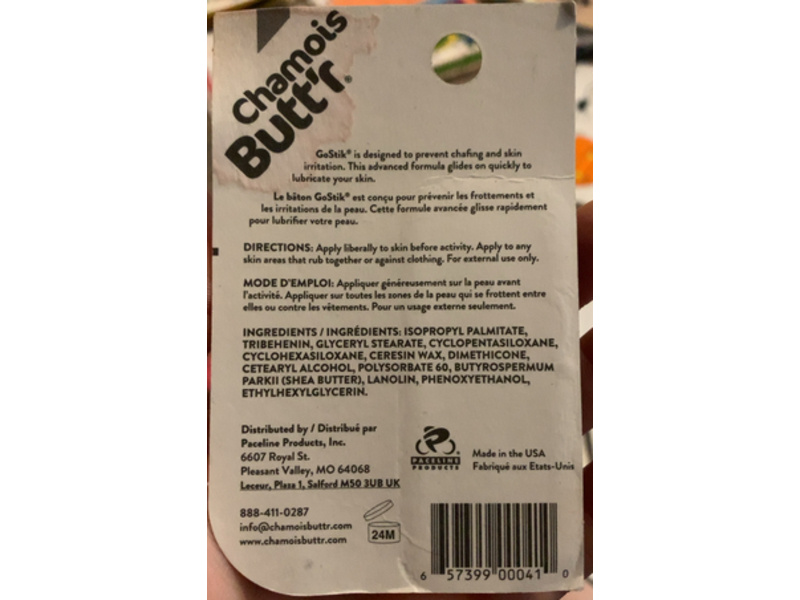 Chamois
Butt'r®
GoStik® is designed to prevent chafing and skin
irritation. This advanced formula glides on quickly to
lubricate your skin.
Le bâton GoStik® est conçu pour prévenir les frottements et
les irritations de la peau. Cette formule avancée glisse rapidement
pour lubrifier votre peau.
DIRECTIONS: Apply liberally to skin before activity. Apply to any
skin areas that rub together or against clothing. For external use only.
MODE D'EMPLOI: Appliquer généreusement sur la peau avant
l'activité. Appliquer sur toutes les zones de la peau qui se frottent entre
elles ou contre les vêtements. Pour un usage externe seulement.
INGREDIENTS / INGRÉDIENTS: ISOPROPYL PALMITATE,
TRIBEHENIN, GLYCERYL STEARATE, CYCLOPENTASILOXANE,
CYCLOHEXASILOXANE, CERESIN WAX, DIMETHICONE,
CETEARYL ALCOHOL, POLYSORBATE 60, BUTYROSPERMUM
PARKII (SHEA BUTTER), LANOLIN, PHENOXYETHANOL,
ETHYLHEXYLGLYCERIN.
Distributed by / Distribué par
Paceline Products, Inc.
6607 Royal St.
Pleasant Valley, MO 64068
Leceur, Plaza 1, Salford M50 3UB UK
888-411-0287
info@chamoisbuttr.com
www.chamoisbuttr.com
24M
PACELINE
PRODUCTS
Made in the USA
Fabriqué aux Etats-Unis
6 57399 00041 0